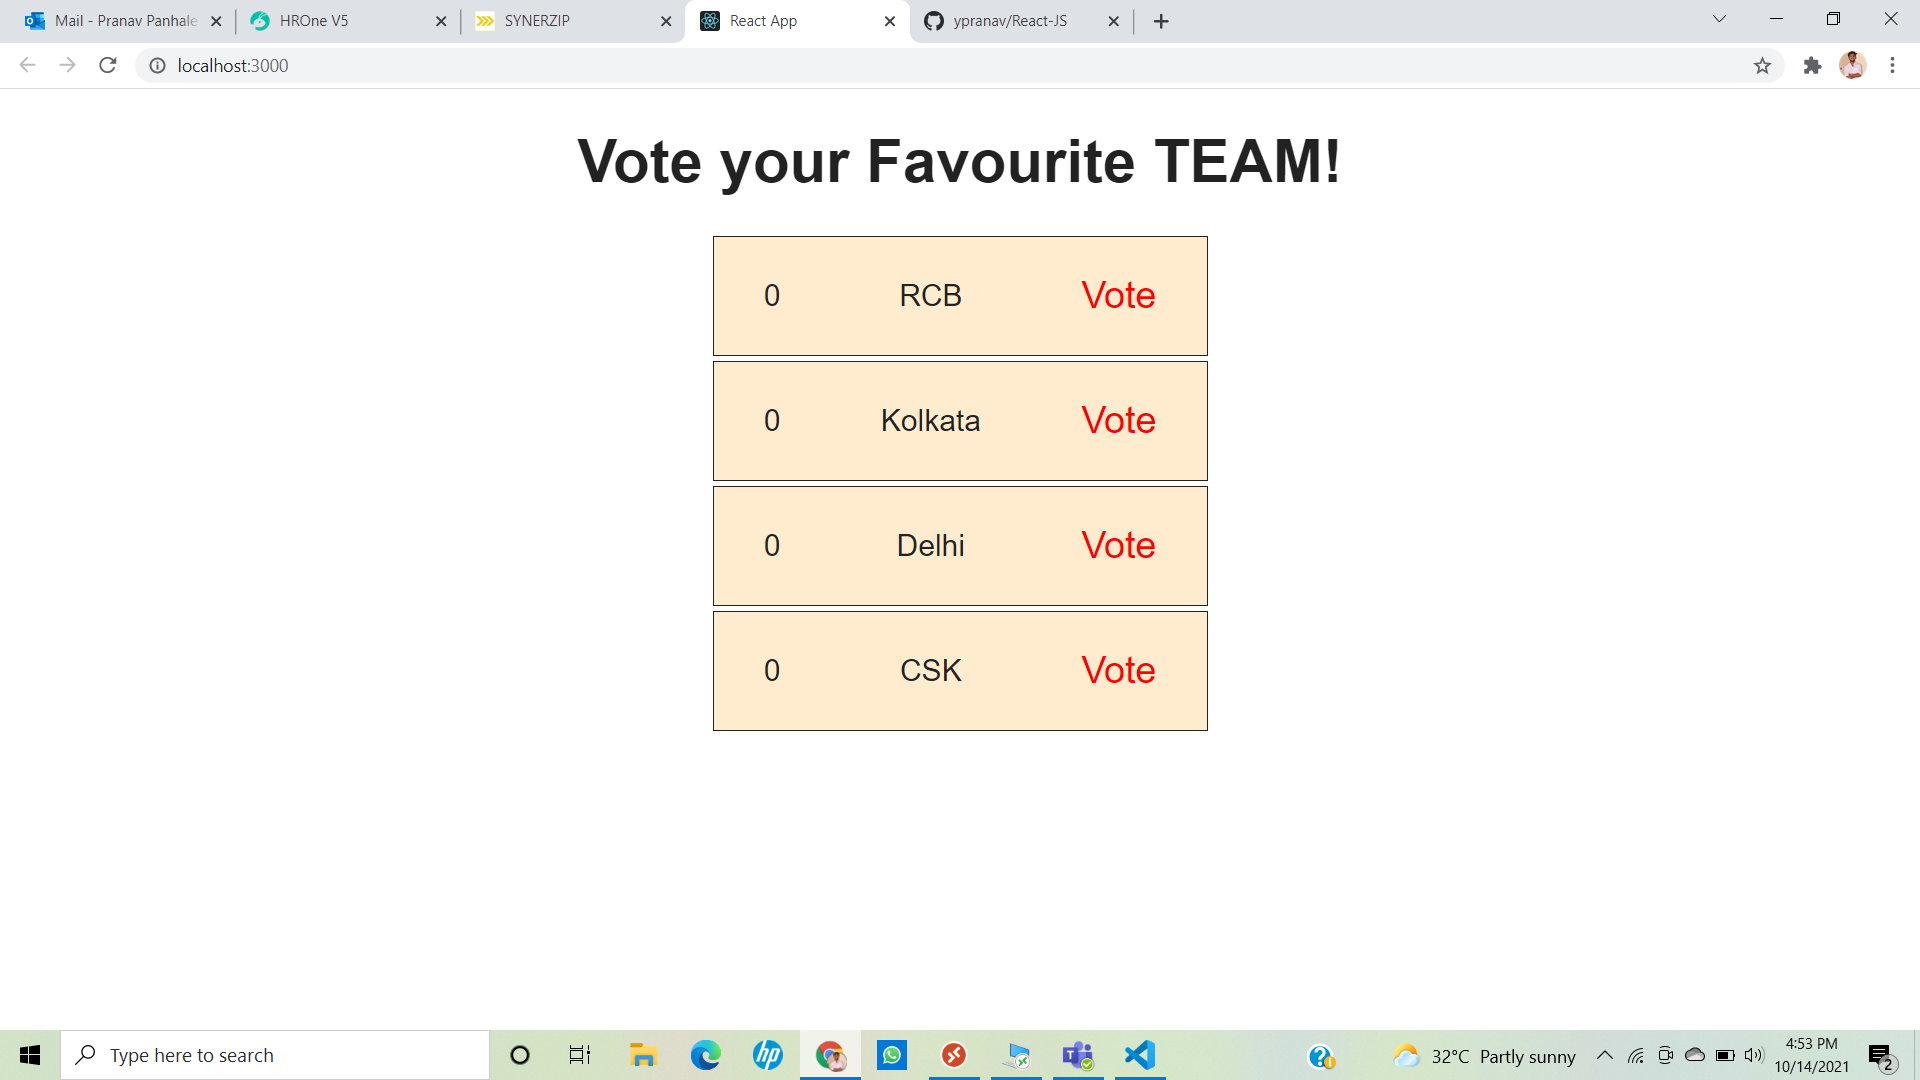 Mail - Pranav Panhale
HROne V5
SYNERZIP
React App
ypranav/React-JS
localhost:3000
Vote your Favourite TEAM!
0 RCB Vote
0 Kolkata Vote
0 Delhi Vote
0 CSK Vote
Type here to search
hp
32°C Partly sunny
4:53 PM
10/14/2021
2